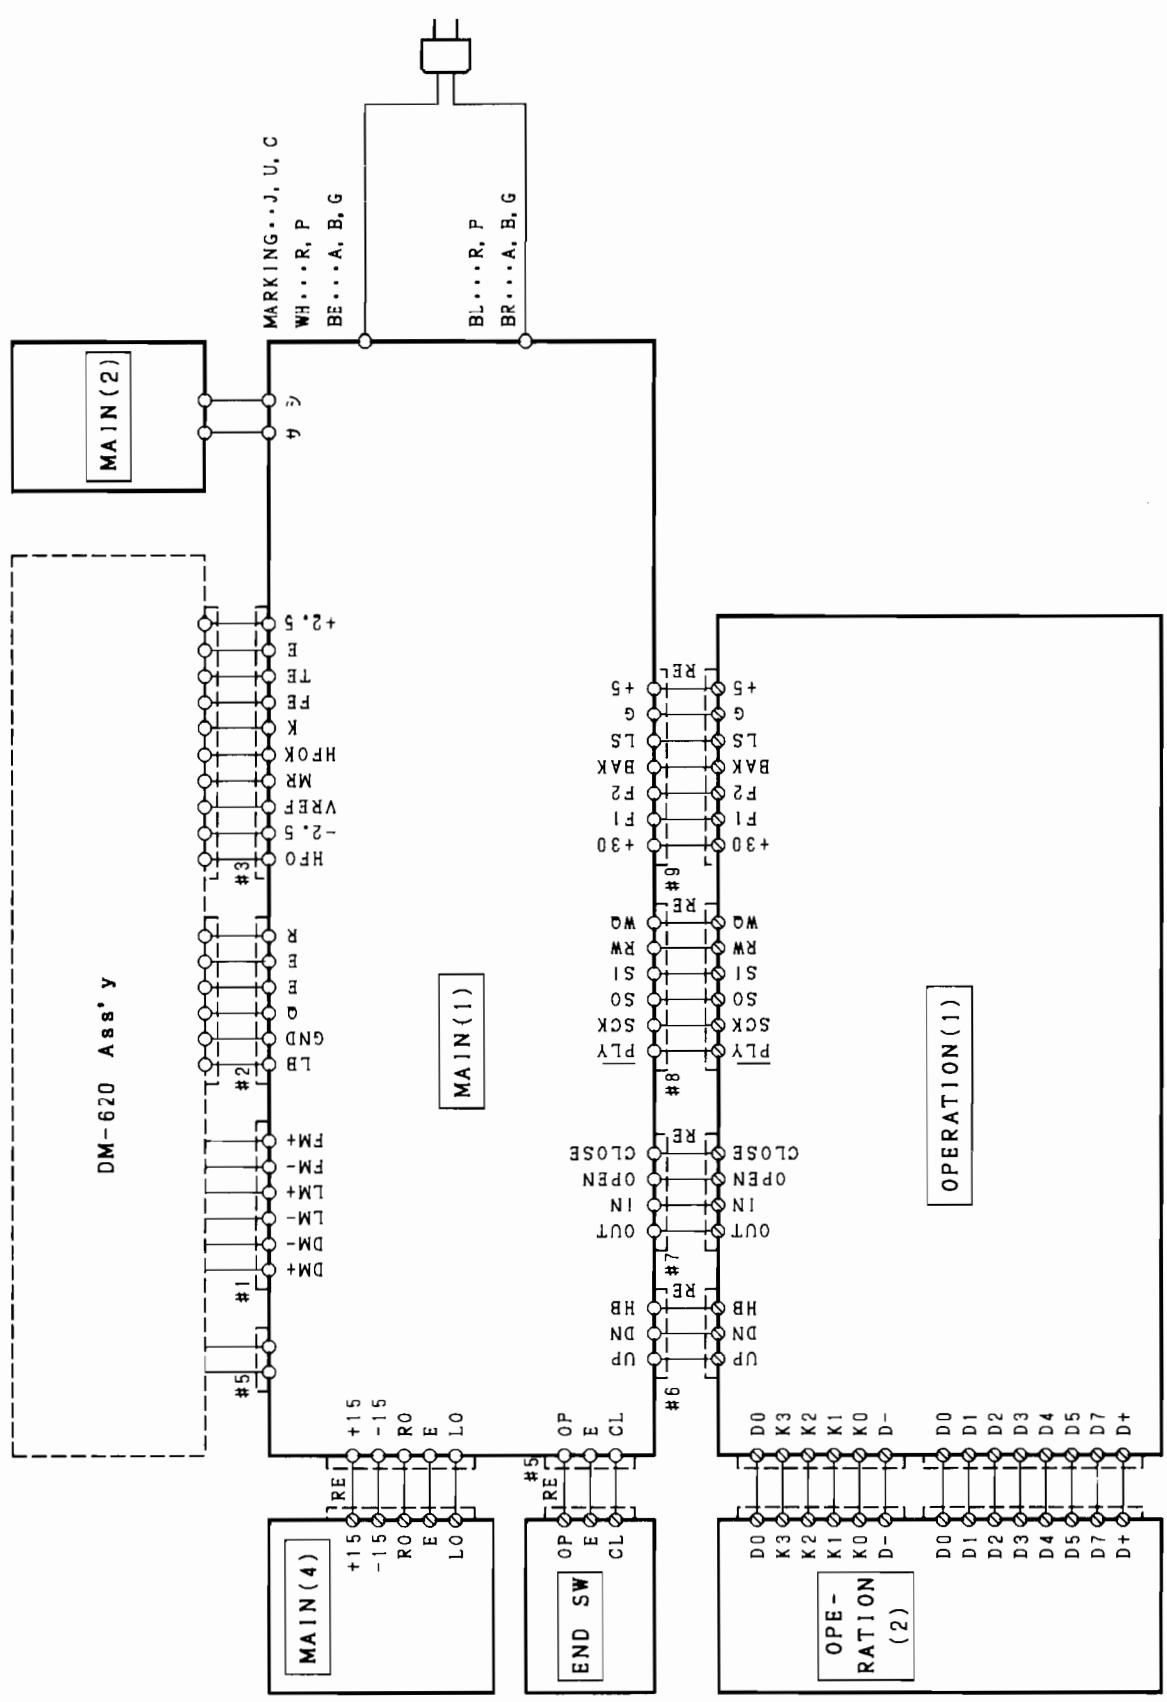 MARKING・・J, U, C
WH・・・R, P
BE・・・A, B, G
BL・・・R, P
BR・・・A, B, G
MAIN(2)
サ
シ
DM-620 Ass'y
#5
#1
DM+
DM-
LM-
LM+
FM-
FM+
#2
LB
GND
Q
E
E
R
#3
HFO
-2.5
VREF
MR
HFOK
K
FE
TE
E
+2.5
MAIN(1)
+15
-15
RO
E
LO
RE
+15
-15
RO
E
LO
MAIN(4)
OP
E
CL
#5
RE
OP
E
CL
END SW
#6
UP
DN
HB
RE
UP
DN
HB
#7
OUT
IN
OPEN
CLOSE
RE
OUT
IN
OPEN
CLOSE
#8
PLY
SCK
SO
SI
RW
WQ
RE
PLY
SCK
SO
SI
RW
WQ
#9
+30
F1
F2
BAK
LS
G
+5
RE
+30
F1
F2
BAK
LS
G
+5
OPERATION(1)
D0
K3
K2
K1
K0
D-
D0
D1
D2
D3
D4
D5
D7
D+
D0
K3
K2
K1
K0
D-
D0
D1
D2
D3
D4
D5
D7
D+
OPE-
RATION
(2)